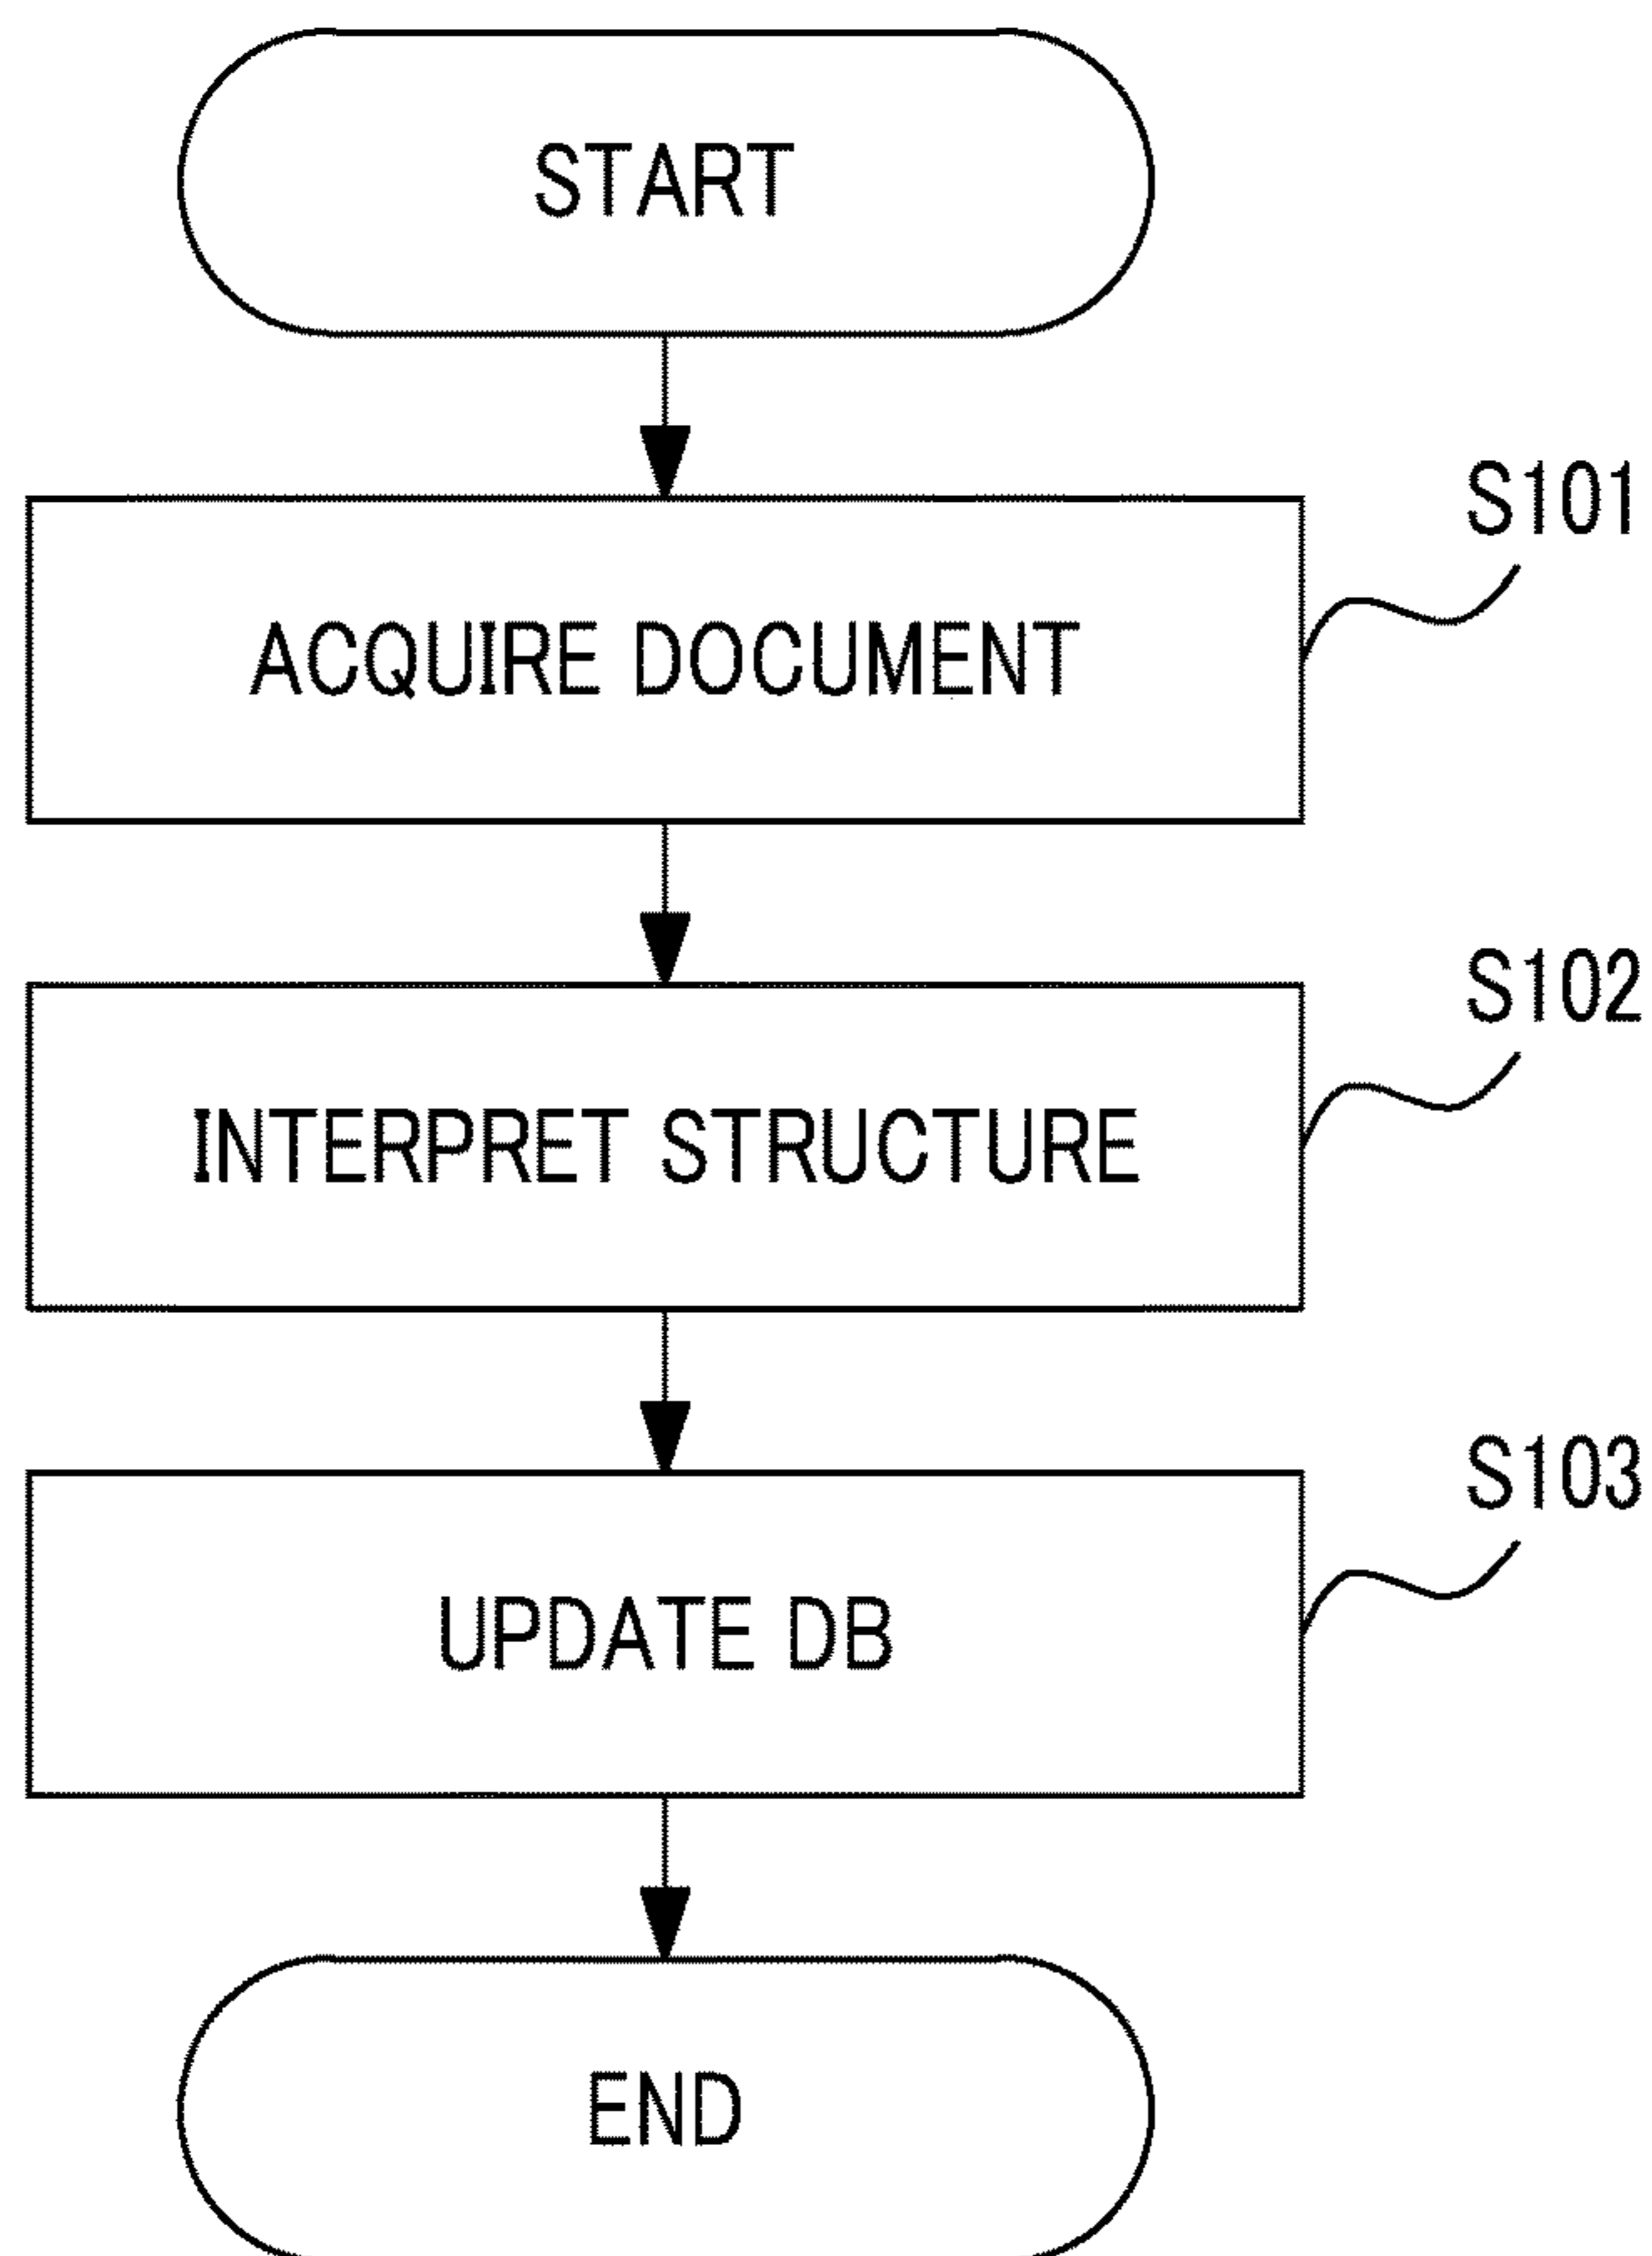 START
S101
ACQUIRE DOCUMENT
S102
INTERPRET STRUCTURE
S103
UPDATE DB
END